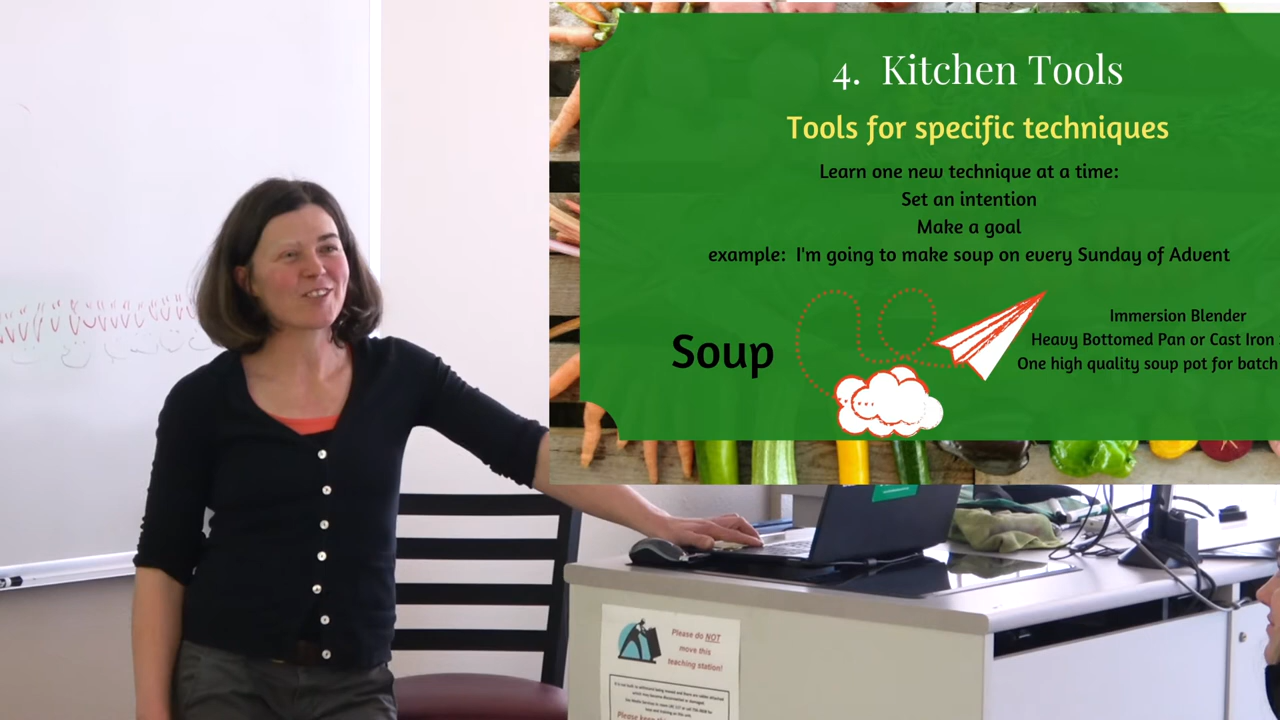 4. Kitchen Tools
Tools for specific techniques
Learn one new technique at a time:
Set an intention
Make a goal
example: I'm going to make soup on every Sunday of Advent
Soup
Immersion Blender
Heavy Bottomed Pan or Cast Iron
One high quality soup pot for batch
Please do NOT
move this
teaching station!